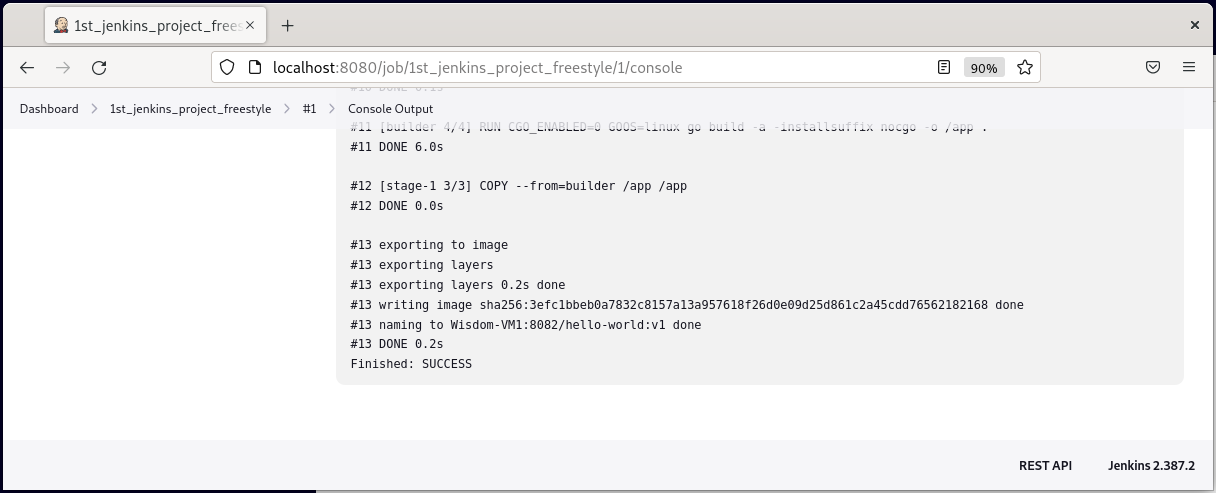 1st_jenkins_project_frees
localhost:8080/job/1st_jenkins_project_freestyle/1/console
90%
#10 DONE 0.1s
Dashboard > 1st_jenkins_project_freestyle > #1 > Console Output
#11 [builder 4/4] RUN CGO_ENABLED=0 GOOS=linux go build -a -installsuffix nocgo -o /app .
#11 DONE 6.0s
#12 [stage-1 3/3] COPY --from=builder /app /app
#12 DONE 0.0s
#13 exporting to image
#13 exporting layers
#13 exporting layers 0.2s done
#13 writing image sha256:3efc1bbeb0a7832c8157a13a957618f26d0e09d25d861c2a45cdd76562182168 done
#13 naming to Wisdom-VM1:8082/hello-world:v1 done
#13 DONE 0.2s
Finished: SUCCESS
REST API
Jenkins 2.387.2